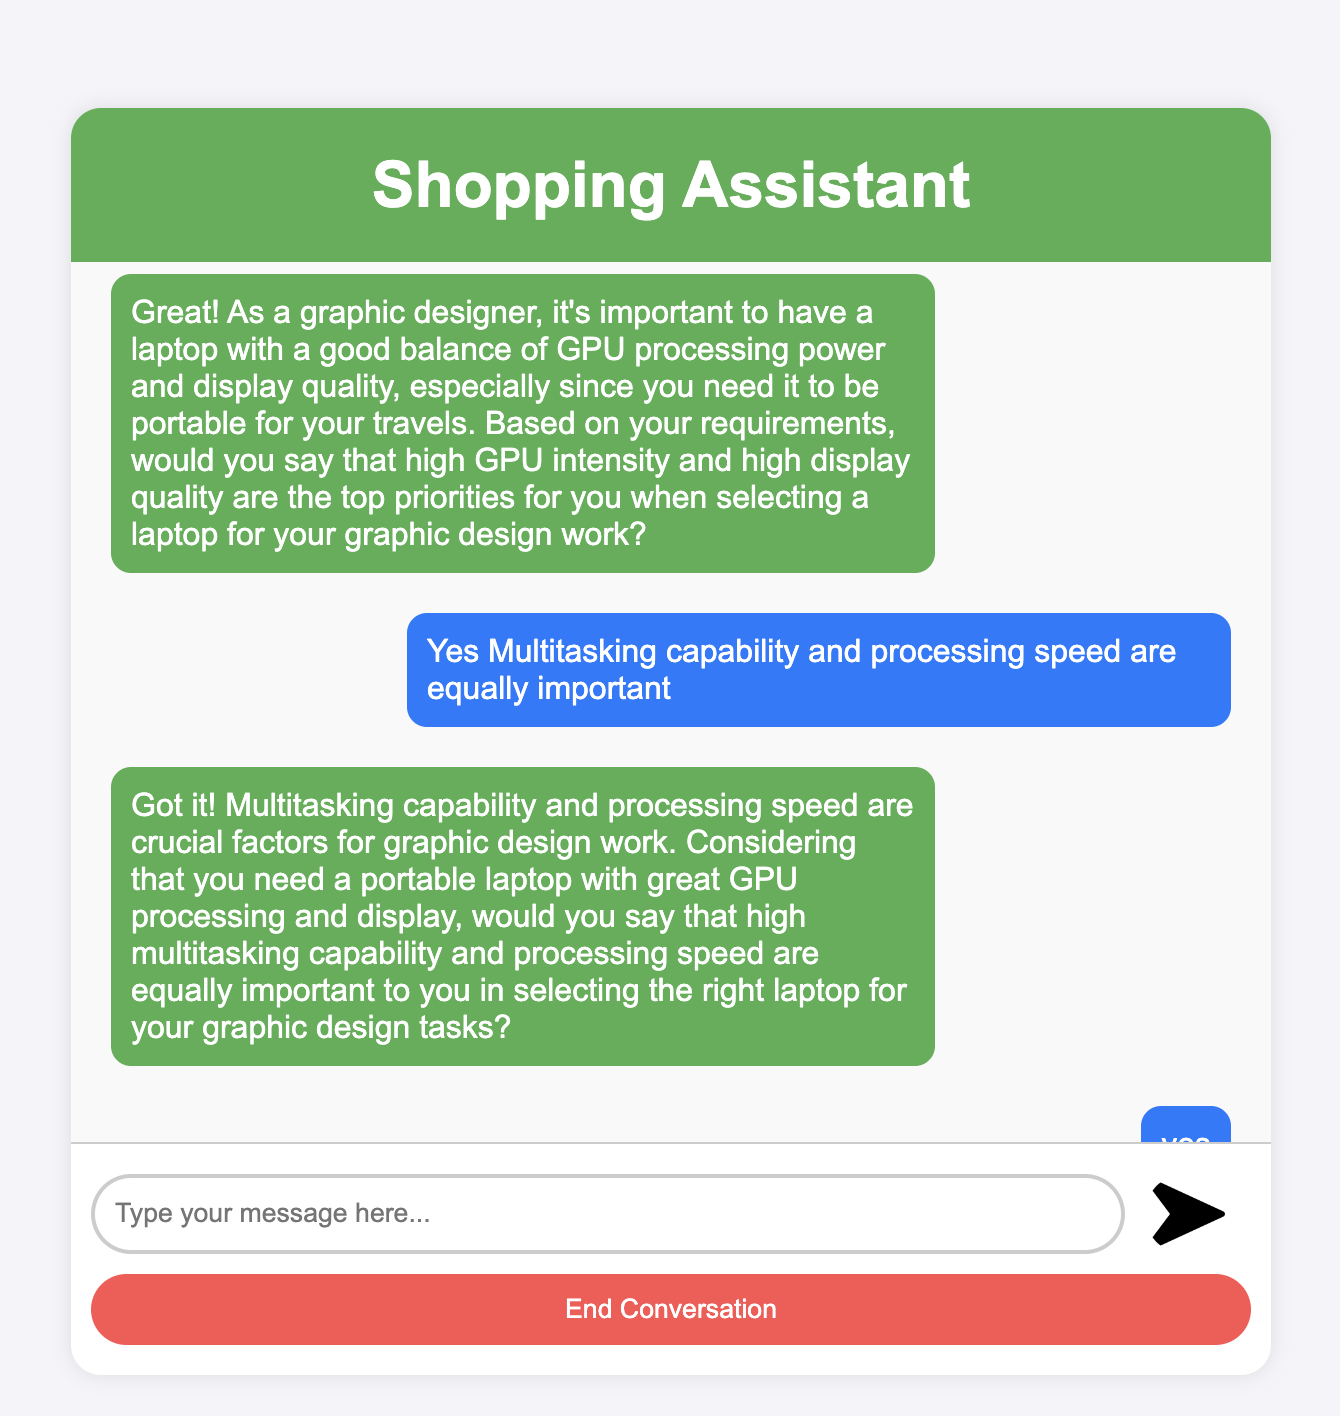 Shopping Assistant
Great! As a graphic designer, it's important to have a
laptop with a good balance of GPU processing power
and display quality, especially since you need it to be
portable for your travels. Based on your requirements,
would you say that high GPU intensity and high display
quality are the top priorities for you when selecting a
laptop for your graphic design work?
Yes Multitasking capability and processing speed are
equally important
Got it! Multitasking capability and processing speed are
crucial factors for graphic design work. Considering
that you need a portable laptop with great GPU
processing and display, would you say that high
multitasking capability and processing speed are
equally important to you in selecting the right laptop for
your graphic design tasks?
yes
Type your message here...
End Conversation